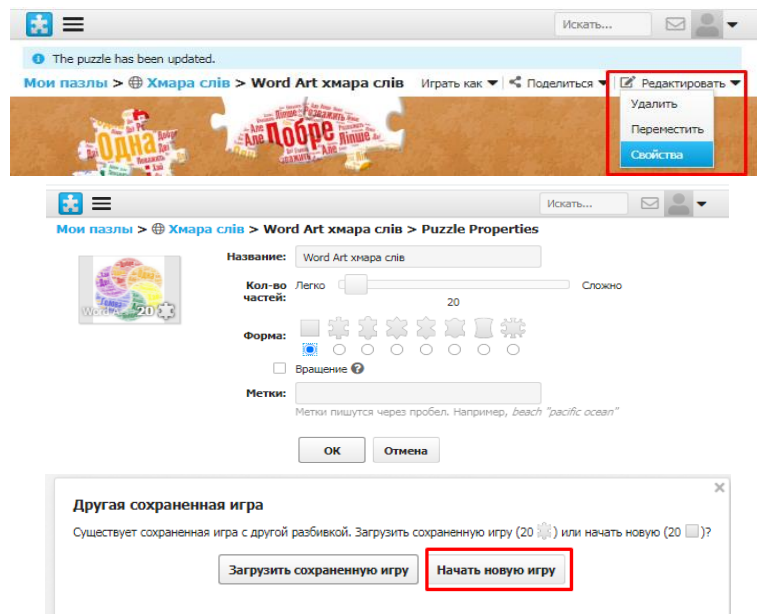 Искать...
The puzzle has been updated.
Мои пазлы > Хмара слів > Word Art хмара слів Играть как Поделиться Редактировать
Удалить
Переместить
Свойства
Одна
Добре
Але Добре Ліпше
Искать...
Мои пазлы > Хмара слів > Word Art хмара слів > Puzzle Properties
Название: Word Art хмара слів
Кол-во частей: Легко Сложно
20
20
Форма:
Вращение ?
Метки:
Метки пишутся через пробел. Например, beach "pacific ocean"
ОК Отмена
Другая сохраненная игра
Существует сохраненная игра с другой разбивкой. Загрузить сохраненную игру (20 ) или начать новую (20 )?
Загрузить сохраненную игру Начать новую игру